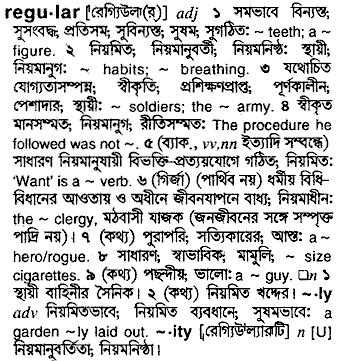 regu·lar [রেগ্যিউলা(র্)] adj ১ সমভাবে বিন্যস্ত;
সুসংবদ্ধ; প্রতিসম; সুবিন্যস্ত; সুষম; সুগঠিত: ~ teeth; a ~
figure. ২ নিয়মিত; নিয়মানুবর্তী; নিয়মনিষ্ঠ; স্থায়ী,
নিয়মানুগ: ~ habits; ~ breathing. ৩ যথোচিত
যোগ্যতাসম্পন্ন; স্বীকৃতি; প্রশিক্ষণপ্রাপ্ত; পূর্ণকালীন;
পেশাদার; স্থায়ী: ~ soldiers; the ~ army. ৪ স্বীকৃত
মানসম্মত; নিয়মানুগ; রীতিসম্মত: The procedure he
followed was not ~. ৫ (ব্যাক., vv,nn ইত্যাদি সম্বন্ধে)
সাধারণ নিয়মানুযায়ী বিভক্তি-প্রত্যয়যোগে গঠিত; নিয়মিত:
‘Want’ is a ~ verb. ৬ (গির্জা) (পার্থিব নয়) ধর্মীয় বিধি-
বিধানের আওতায় ও অধীনে জীবনযাপনে বাধ্য; নিয়মাধীন:
the ~ clergy, মঠবাসী যাজক (জনজীবনের সঙ্গে সম্পৃক্ত
পাদ্রি নয়)। ৭ (কথ্য) পুরাপরি; সত্যিকারের; আস্ত: a ~
hero/rogue. ৮ সাধারণ; স্বাভাবিক; মামুলি; ~ size
cigarettes. ৯ (কথ্য) পছন্দীয়; ভালো: a ~ guy. □n ১
স্থায়ী বাহিনীর সৈনিক। ২ (কথ্য) নিয়মিত খদ্দের। ~·ly
adv নিয়মিতভাবে; নিয়মিত ব্যবধানে; সুষমভাবে: a
garden ~ly laid out. ~·ity [রেগ্যিউল্যারটি] n [U]
নিয়মানুবর্তিতা; নিয়মনিষ্ঠা।